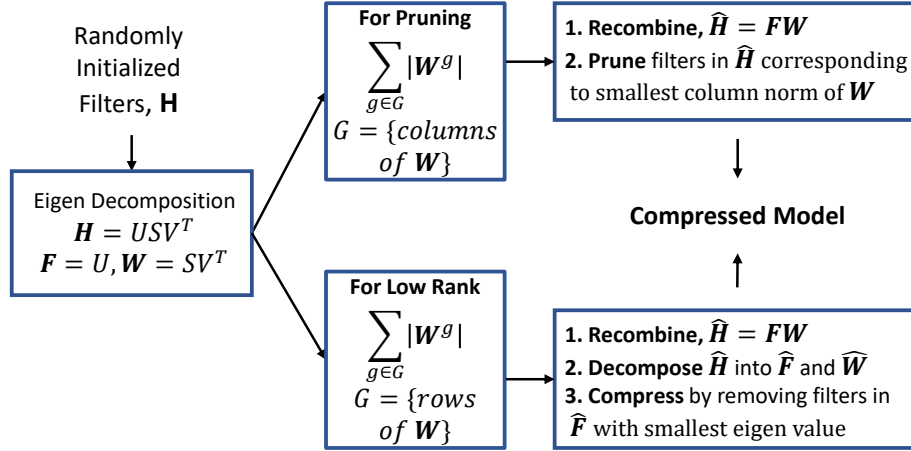 Randomly
Initialized
Filters, H
Eigen Decomposition
H = USV^T
F = U, W = SV^T
For Pruning
∑_{g∈G} |W^g|
G = {columns
of W}
1. Recombine, Ĥ = FW
2. Prune filters in Ĥ corresponding
to smallest column norm of W
Compressed Model
For Low Rank
∑_{g∈G} |W^g|
G = {rows
of W}
1. Recombine, Ĥ = FW
2. Decompose Ĥ into F̂ and Ŵ
3. Compress by removing filters in
F̂ with smallest eigen value